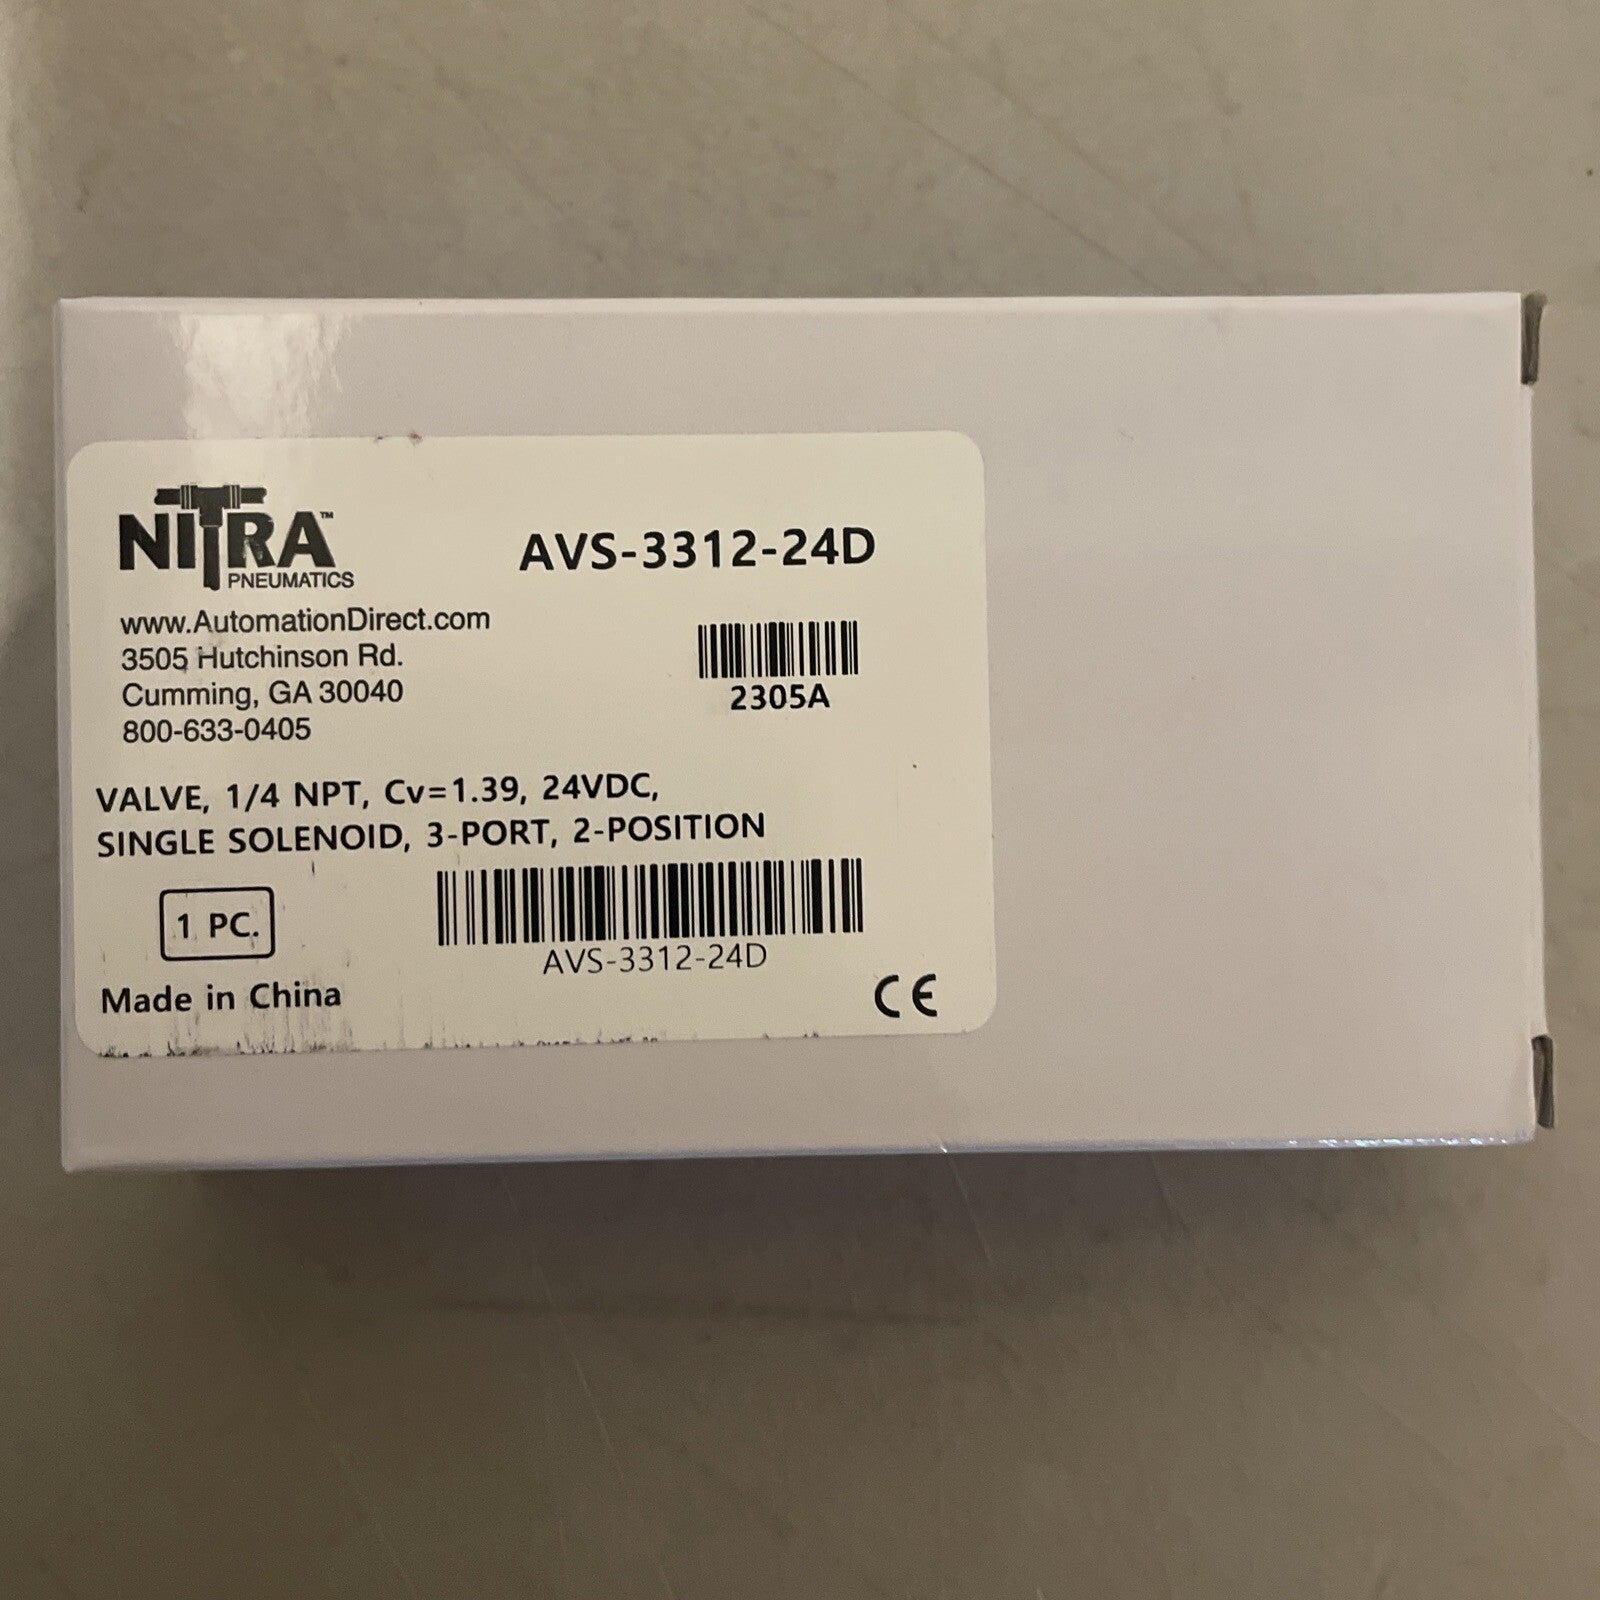 NITRA™
PNEUMATICS
AVS-3312-24D
www.AutomationDirect.com
3505 Hutchinson Rd.
Cumming, GA 30040
800-633-0405
2305A
VALVE, 1/4 NPT, Cv=1.39, 24VDC,
SINGLE SOLENOID, 3-PORT, 2-POSITION
1 PC.
AVS-3312-24D
Made in China
CE